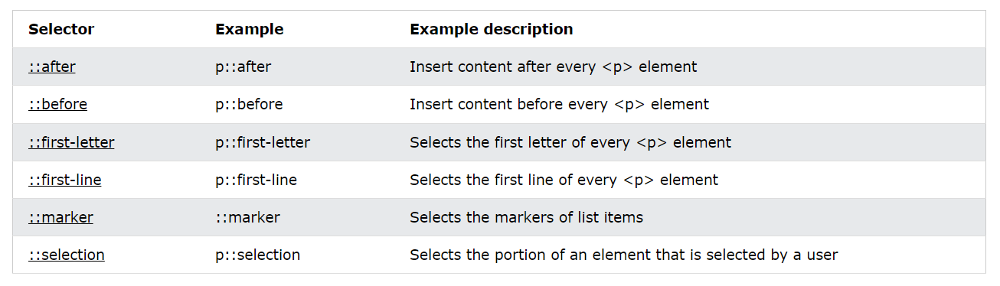 Selector Example Example description
::after p::after Insert content after every <p> element
::before p::before Insert content before every <p> element
::first-letter p::first-letter Selects the first letter of every <p> element
::first-line p::first-line Selects the first line of every <p> element
::marker ::marker Selects the markers of list items
::selection p::selection Selects the portion of an element that is selected by a user